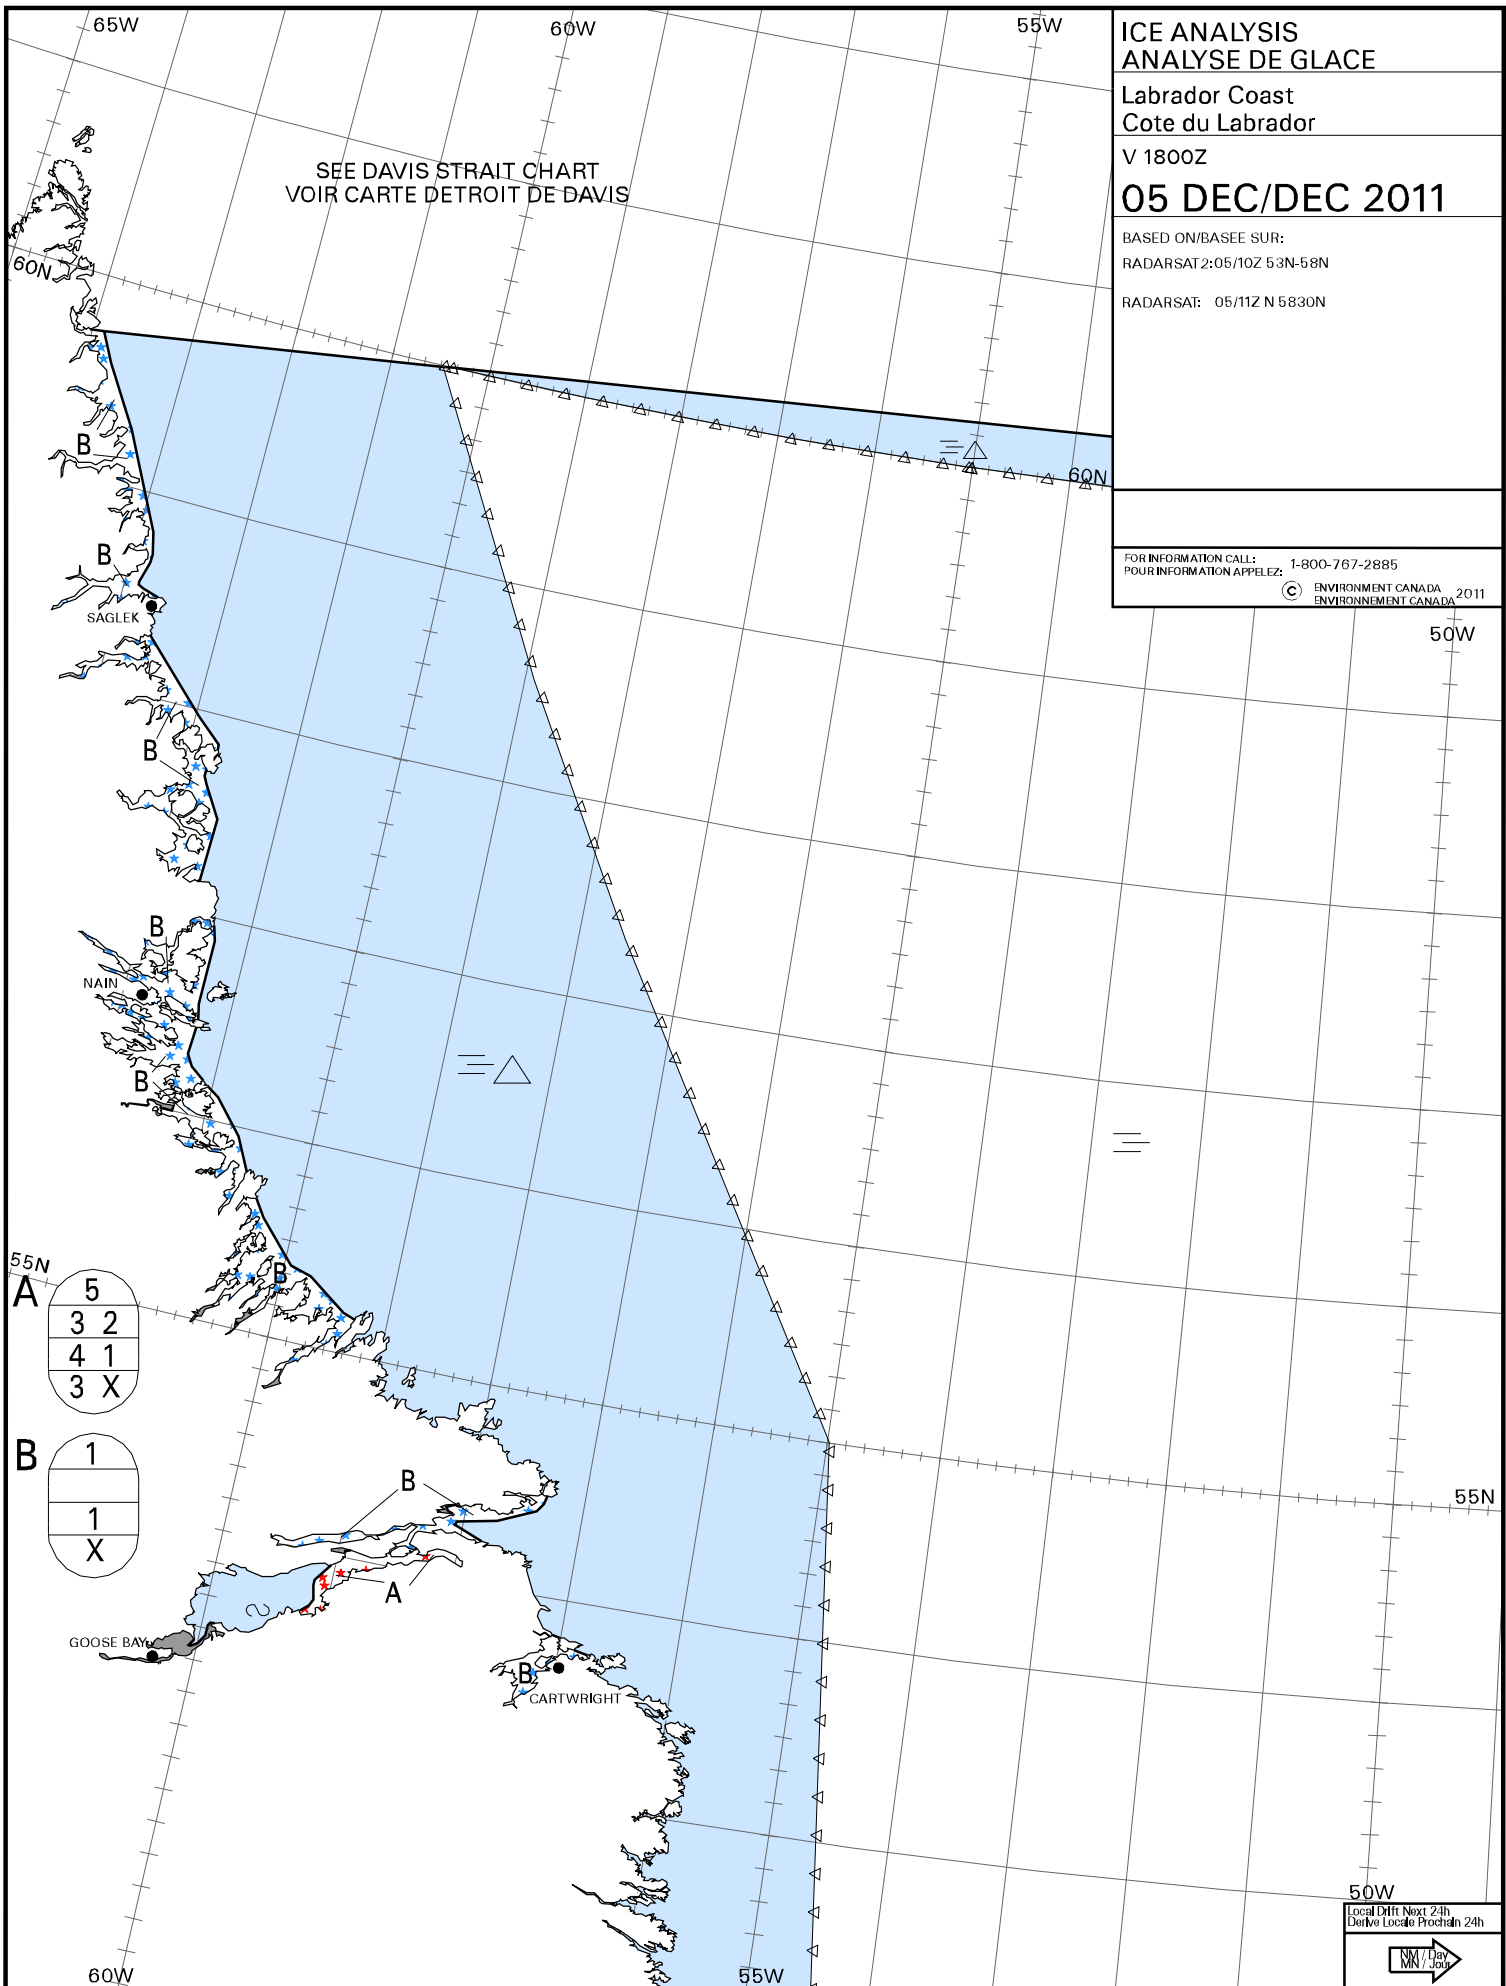 65W
60W
55W
ICE ANALYSIS
ANALYSE DE GLACE
Labrador Coast
Cote du Labrador
V 1800Z
05 DEC/DEC 2011
BASED ON/BASEE SUR:
RADARSAT2:05/10Z 53N-58N
RADARSAT: 05/11Z N 5830N
FOR INFORMATION CALL: 1-800-767-2885
POUR INFORMATION APPELEZ:
© ENVIRONMENT CANADA 2011
ENVIRONNEMENT CANADA
SEE DAVIS STRAIT CHART
VOIR CARTE DETROIT DE DAVIS
60N
60N
B
B
SAGLEK
50W
B
B
NAIN
B
B
55N
A
5
3 2
4 1
3 X
B
1
1
X
B
55N
A
GOOSE BAY
B
CARTWRIGHT
60W
55W
50W
Local Drift Next 24h
Derive Locale Prochain 24h
NM / Day
MN / Jour